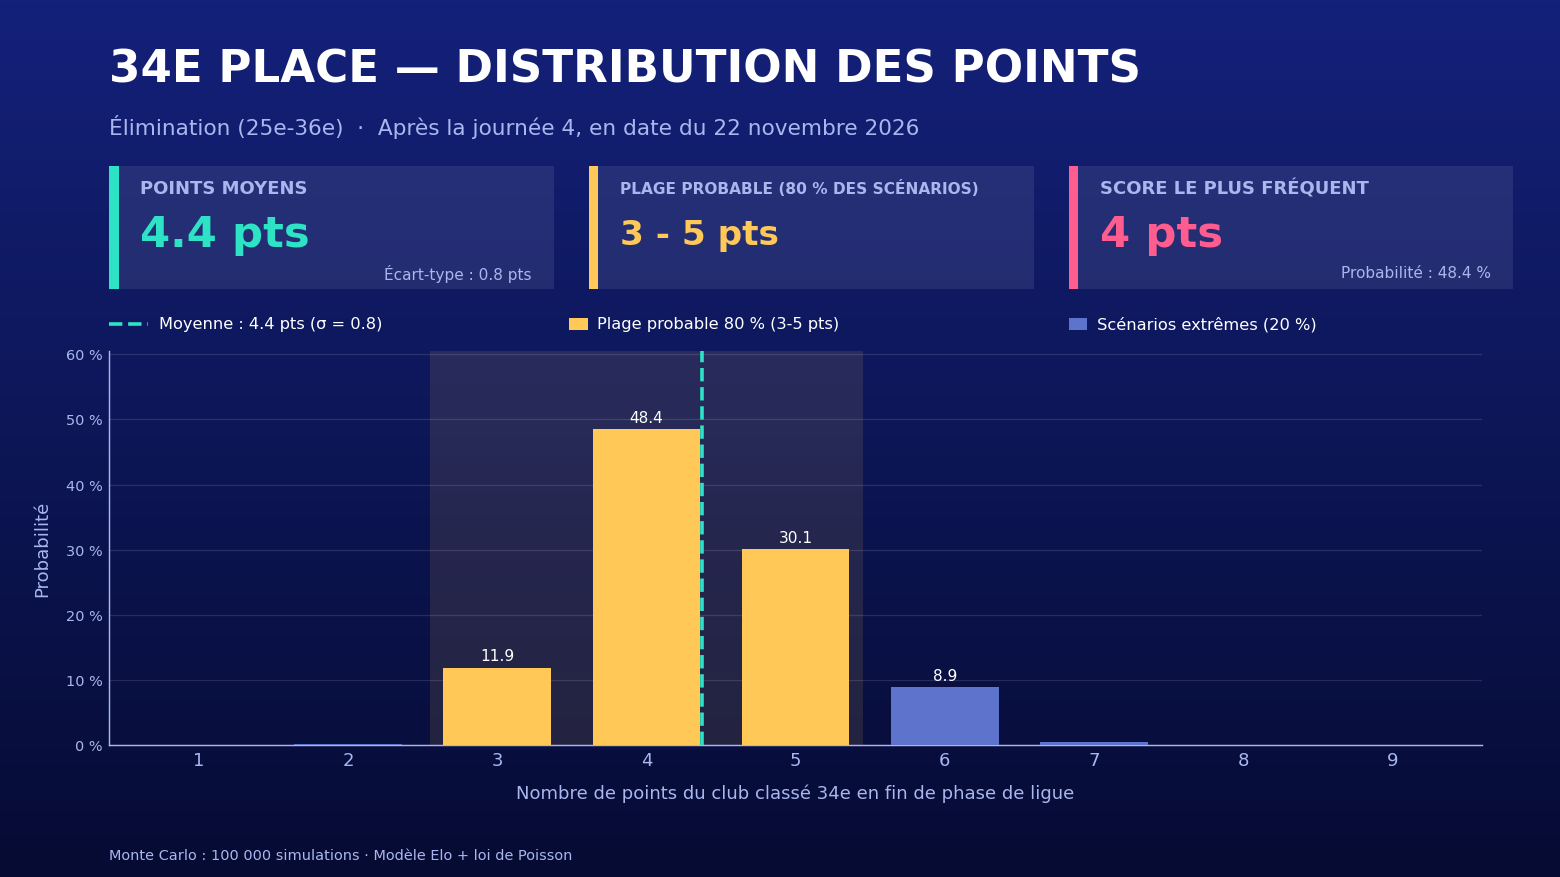 34E PLACE — DISTRIBUTION DES POINTS
Élimination (25e-36e)  ·  Après la journée 4, en date du 22 novembre 2026
POINTS MOYENS
4.4 pts
Écart-type : 0.8 pts
PLAGE PROBABLE (80 % DES SCÉNARIOS)
3 - 5 pts
SCORE LE PLUS FRÉQUENT
4 pts
Probabilité : 48.4 %
Moyenne : 4.4 pts (σ = 0.8)
Plage probable 80 % (3-5 pts)
Scénarios extrêmes (20 %)
Probabilité
60 %
50 %
40 %
30 %
20 %
10 %
0 %
11.9
48.4
30.1
8.9
1 2 3 4 5 6 7 8 9
Nombre de points du club classé 34e en fin de phase de ligue
Monte Carlo : 100 000 simulations · Modèle Elo + loi de Poisson